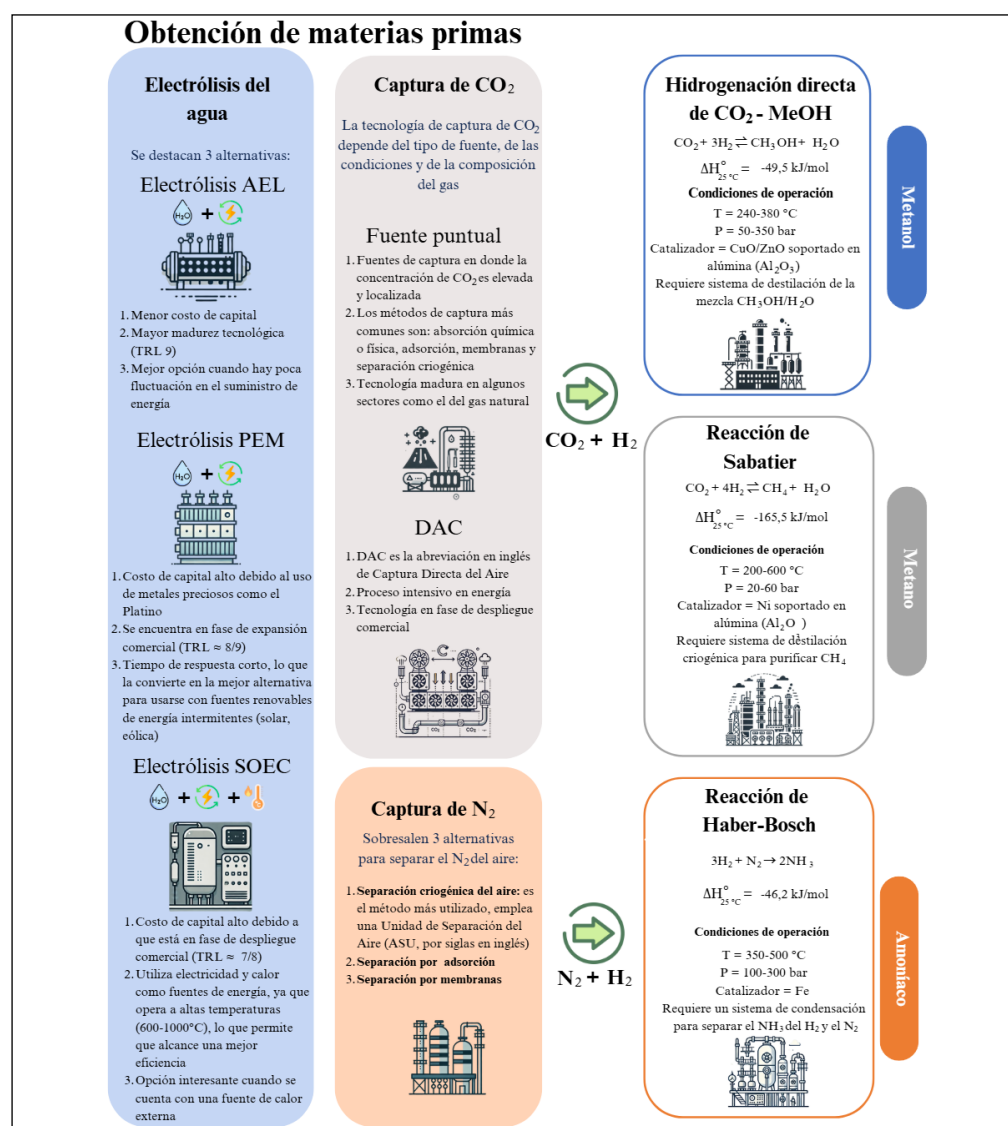 Obtención de materias primas
Electrólisis del
agua
Se destacan 3 alternativas:
Electrólisis AEL
H₂O + 
1. Menor costo de capital
2. Mayor madurez tecnológica
(TRL 9)
3. Mejor opción cuando hay poca
fluctuación en el suministro de
energía
Electrólisis PEM
H₂O + 
1. Costo de capital alto debido al uso
de metales preciosos como el
Platino
2. Se encuentra en fase de expansión
comercial (TRL ≈ 8/9)
3. Tiempo de respuesta corto, lo que
la convierte en la mejor alternativa
para usarse con fuentes renovables
de energía intermitentes (solar,
eólica)
Electrólisis SOEC
H₂O + +
1. Costo de capital alto debido a
que está en fase de despliegue
comercial (TRL ≈ 7/8)
2. Utiliza electricidad y calor
como fuentes de energía, ya que
opera a altas temperaturas
(600-1000°C), lo que permite
que alcance una mejor
eficiencia
3. Opción interesante cuando se
cuenta con una fuente de calor
externa
Captura de CO₂
La tecnología de captura de CO₂
depende del tipo de fuente, de las
condiciones y de la composición
del gas
Fuente puntual
1. Fuentes de captura en donde la
concentración de CO₂ es elevada
y localizada
2. Los métodos de captura más
comunes son: absorción química
o física, adsorción, membranas y
separación criogénica
3. Tecnología madura en algunos
sectores como el del gas natural
DAC
1. DAC es la abreviación en inglés
de Captura Directa del Aire
2. Proceso intensivo en energía
3. Tecnología en fase de despliegue
comercial
CO₂ CO₂
Captura de N₂
Sobresalen 3 alternativas
para separar el N₂ del aire:
1. Separación criogénica del aire: es
el método más utilizado, emplea
una Unidad de Separación del
Aire (ASU, por siglas en inglés)
2. Separación por adsorción
3. Separación por membranas
CO₂ + H₂
N₂ + H₂
Hidrogenación directa
de CO₂ - MeOH
CO₂ + 3H₂ ⇌ CH₃OH + H₂O
ΔH°25 °C = -49,5 kJ/mol
Condiciones de operación
T = 240-380 °C
P = 50-350 bar
Catalizador = CuO/ZnO soportado en
alúmina (Al₂O₃)
Requiere sistema de destilación de la
mezcla CH₃OH/H₂O
Metanol
Reacción de
Sabatier
CO₂ + 4H₂ ⇌ CH₄ + H₂O
ΔH°25 °C = -165,5 kJ/mol
Condiciones de operación
T = 200-600 °C
P = 20-60 bar
Catalizador = Ni soportado en
alúmina (Al₂O )
Requiere sistema de destilación
criogénica para purificar CH₄
Metano
Reacción de
Haber-Bosch
3H₂ + N₂ → 2NH₃
ΔH°25 °C = -46,2 kJ/mol
Condiciones de operación
T = 350-500 °C
P = 100-300 bar
Catalizador = Fe
Requiere un sistema de condensación
para separar el NH₃ del H₂ y el N₂
Amoníaco